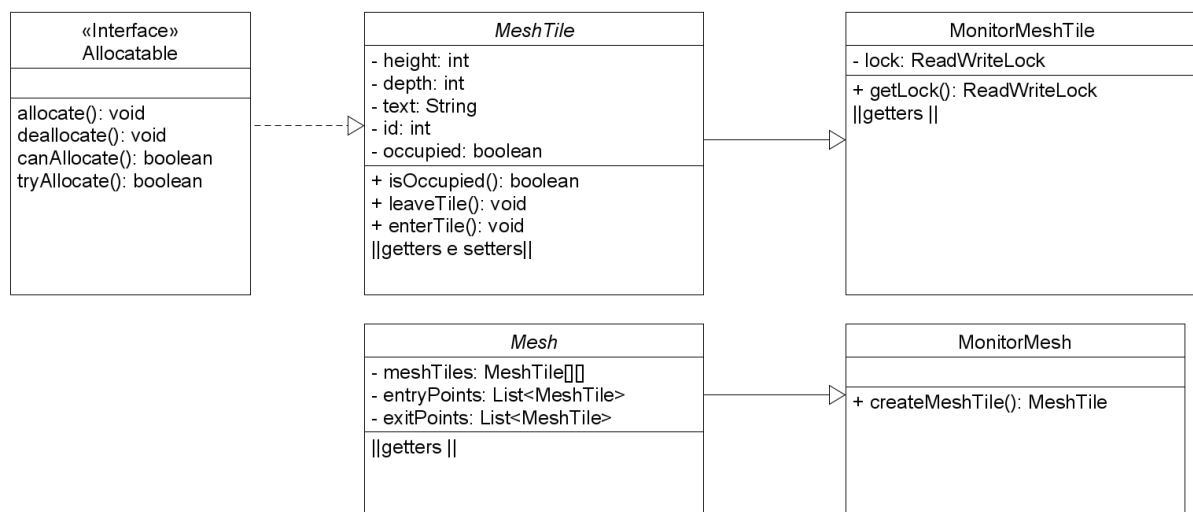 «Interface»
Allocatable
allocate(): void
deallocate(): void
canAllocate(): boolean
tryAllocate(): boolean
MeshTile
- height: int
- depth: int
- text: String
- id: int
- occupied: boolean
+ isOccupied(): boolean
+ leaveTile(): void
+ enterTile(): void
||getters e setters||
MonitorMeshTile
- lock: ReadWriteLock
+ getLock(): ReadWriteLock
||getters ||
Mesh
- meshTiles: MeshTile[][]
- entryPoints: List<MeshTile>
- exitPoints: List<MeshTile>
||getters ||
MonitorMesh
+ createMeshTile(): MeshTile